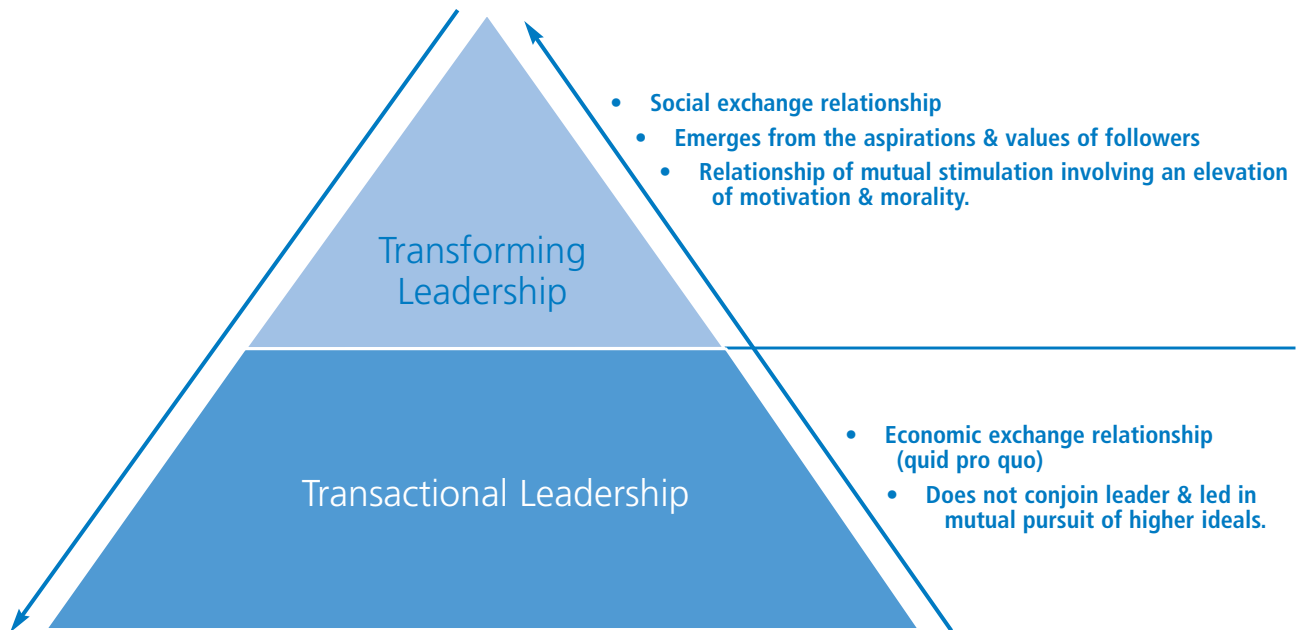 • Social exchange relationship
• Emerges from the aspirations & values of followers
• Relationship of mutual stimulation involving an elevation
of motivation & morality.
Transforming
Leadership
• Economic exchange relationship
(quid pro quo)
• Does not conjoin leader & led in
mutual pursuit of higher ideals.
Transactional Leadership